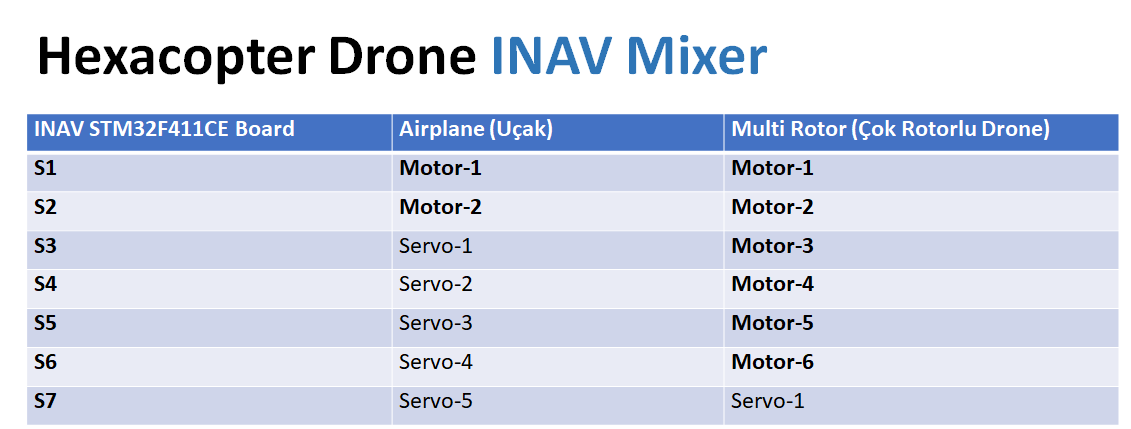 Hexacopter Drone INAV Mixer
INAV STM32F411CE Board Airplane (Uçak) Multi Rotor (Çok Rotorlu Drone)
S1 Motor-1 Motor-1
S2 Motor-2 Motor-2
S3 Servo-1 Motor-3
S4 Servo-2 Motor-4
S5 Servo-3 Motor-5
S6 Servo-4 Motor-6
S7 Servo-5 Servo-1